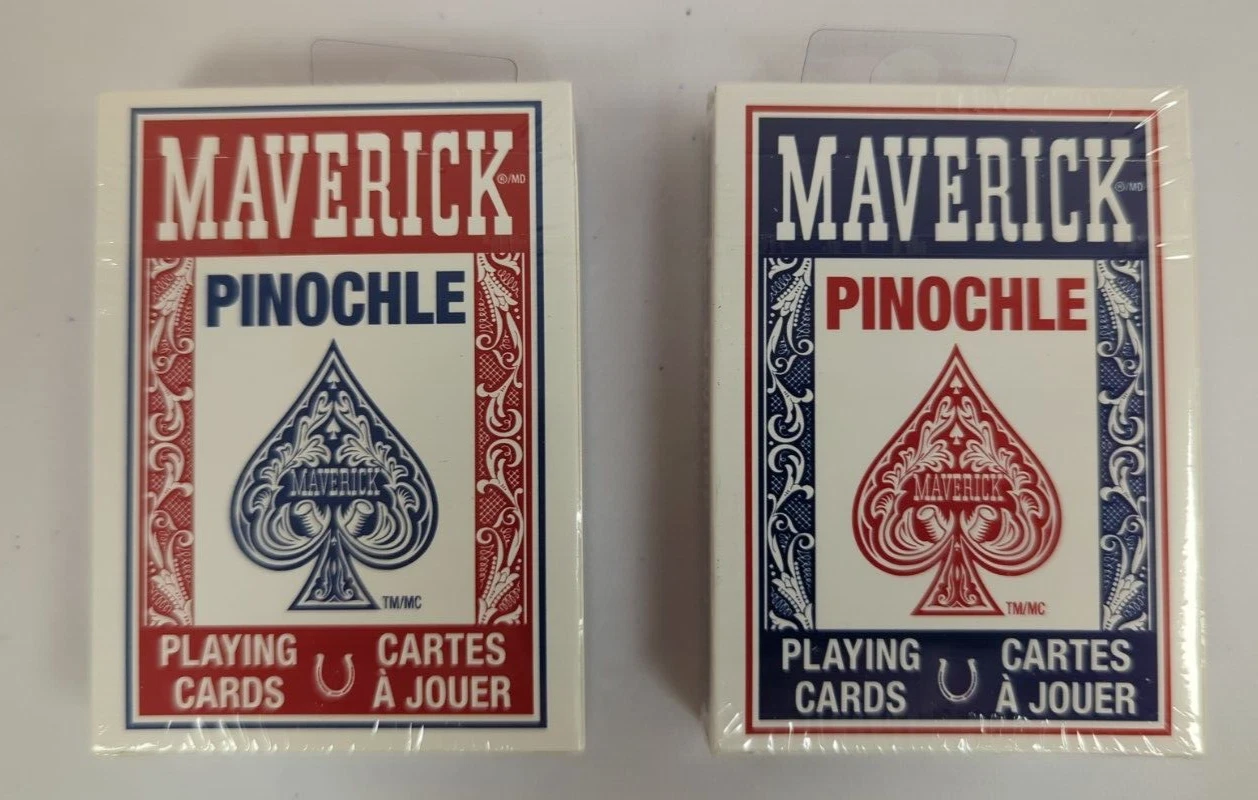 MAVERICK ®/MD
PINOCHLE
MAVERICK
TM/MC
PLAYING CARDS
CARTES À JOUER
MAVERICK ®/MD
PINOCHLE
MAVERICK
TM/MC
PLAYING CARDS
CARTES À JOUER